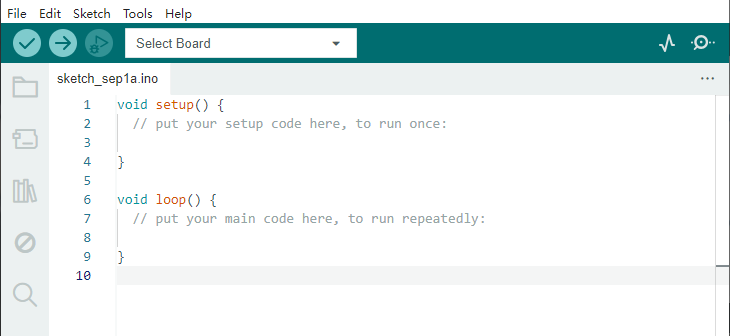 File Edit Sketch Tools Help
Select Board
sketch_sep1a.ino
1 void setup() {
2 // put your setup code here, to run once:
3
4 }
5
6 void loop() {
7 // put your main code here, to run repeatedly:
8
9 }
10